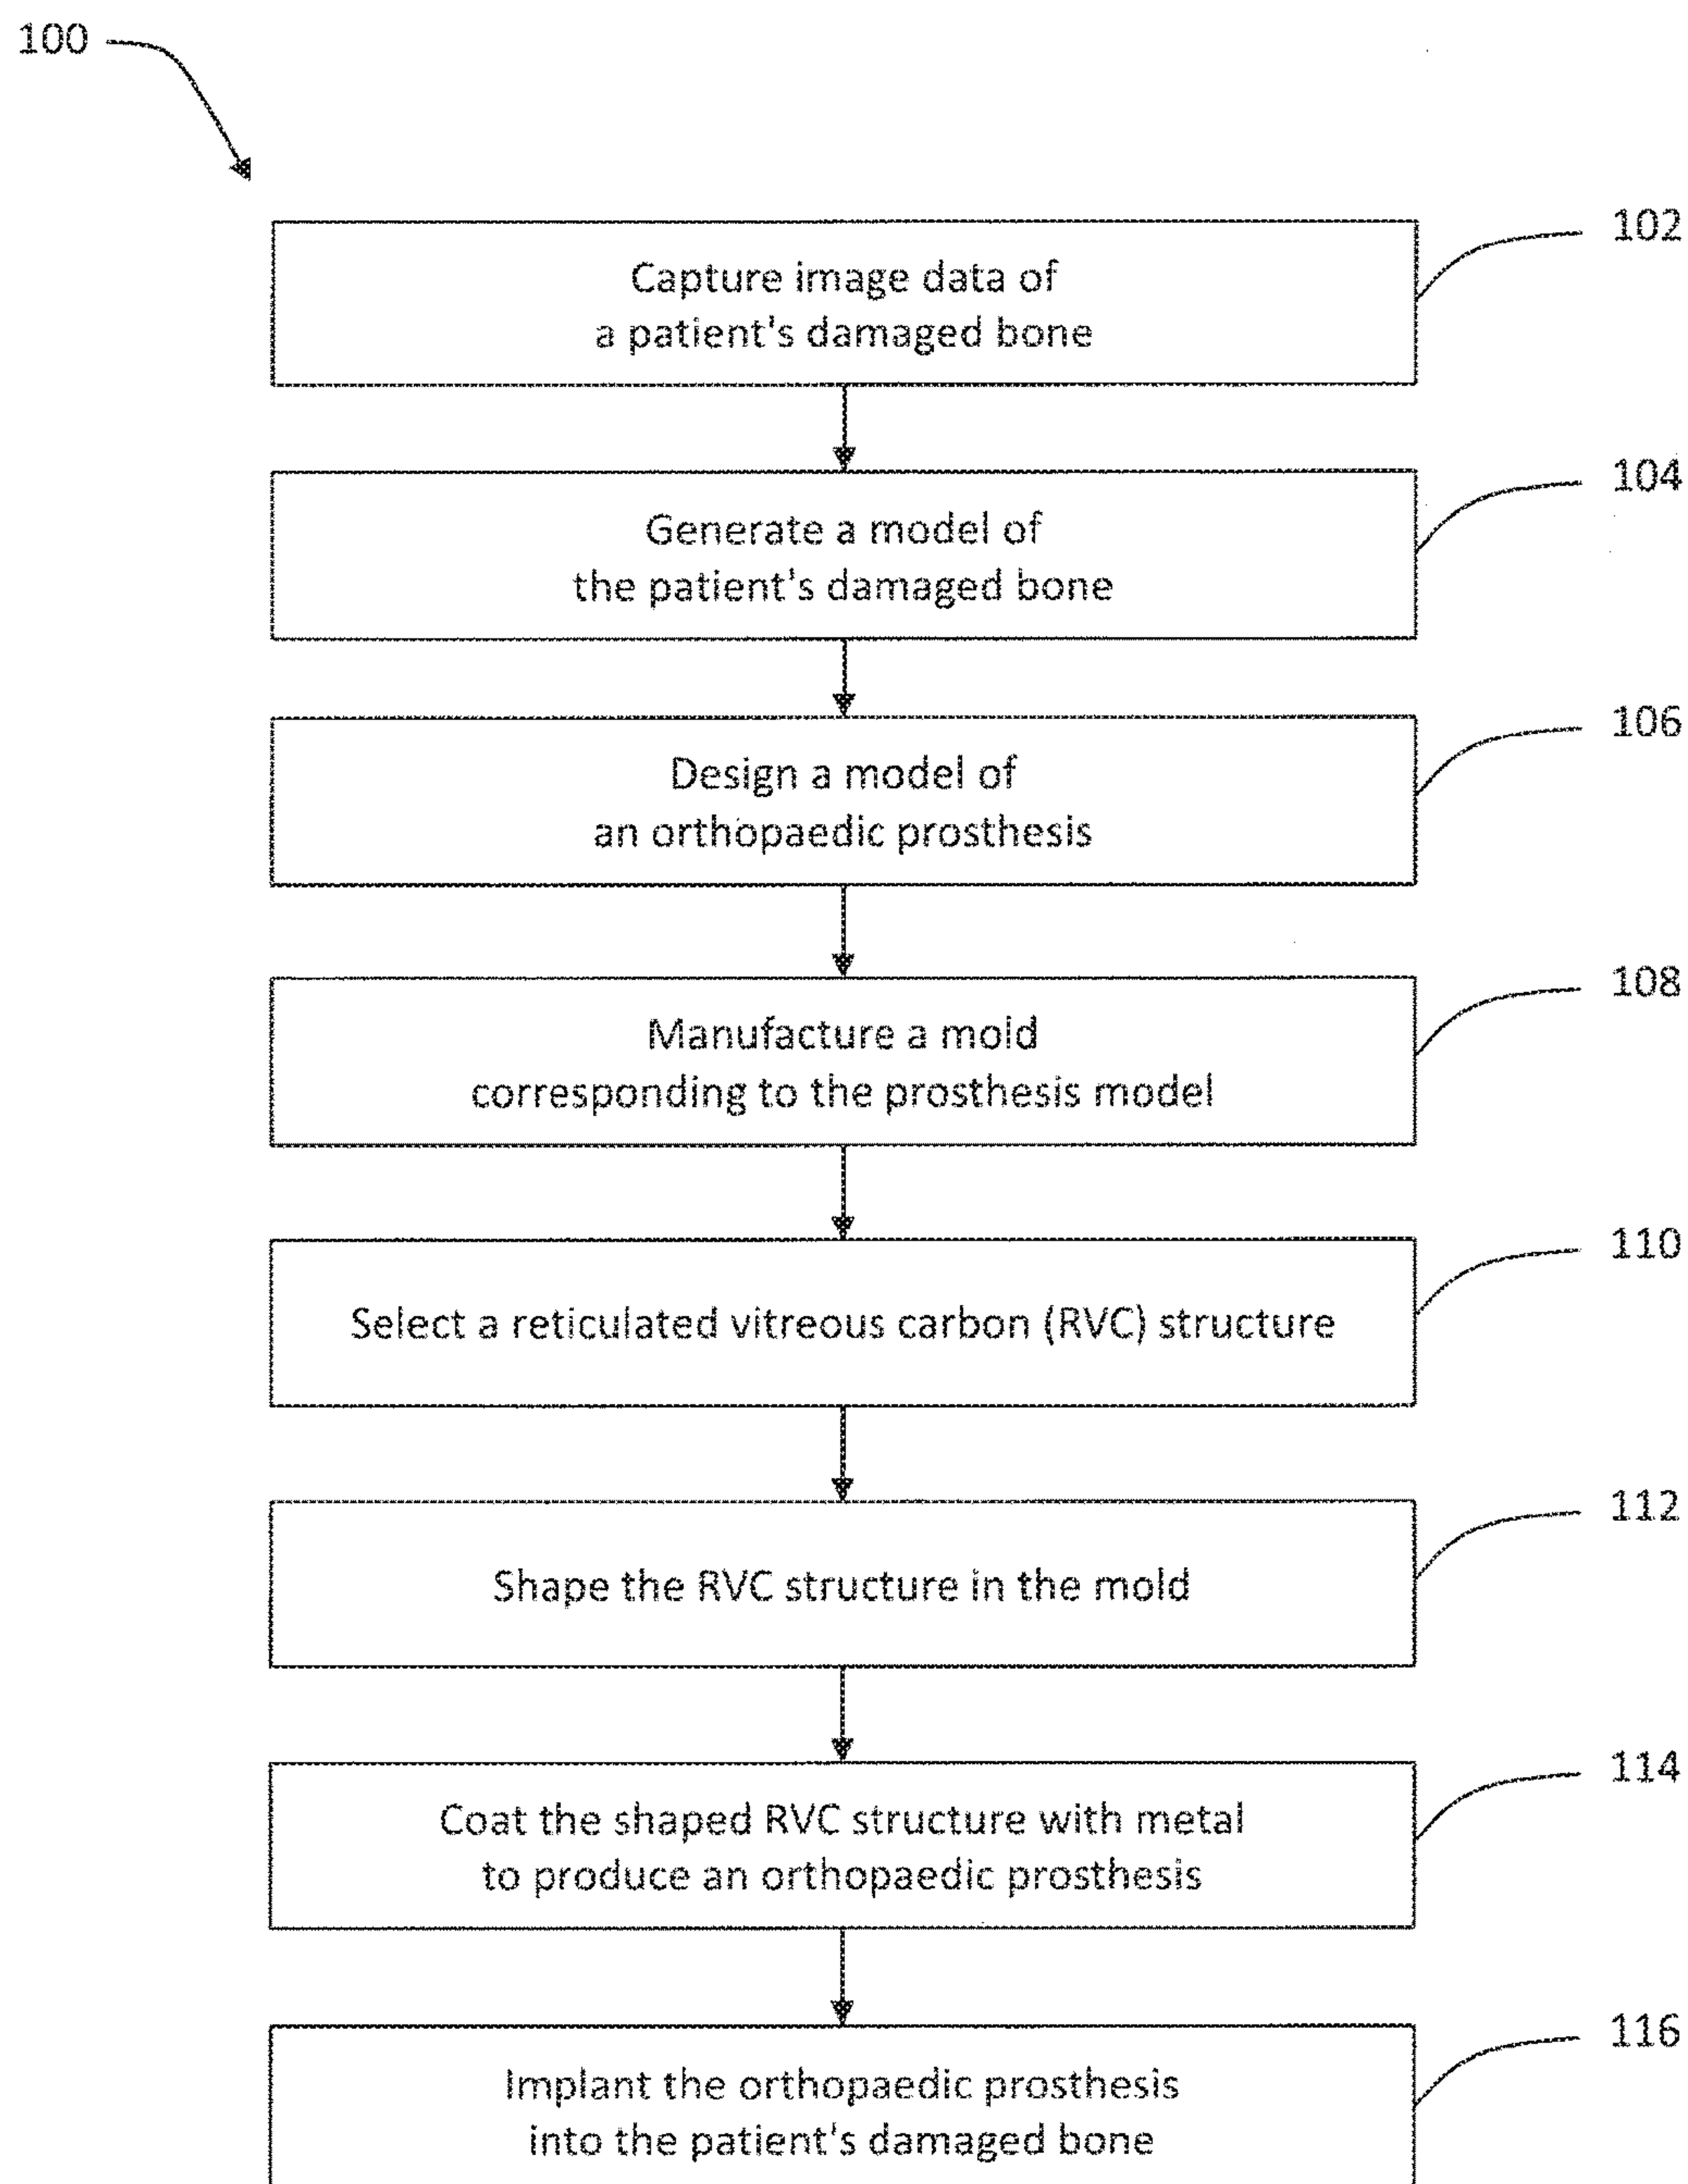 100
102
Capture image data of
a patient's damaged bone
104
Generate a model of
the patient's damaged bone
106
Design a model of
an orthopaedic prosthesis
108
Manufacture a mold
corresponding to the prosthesis model
110
Select a reticulated vitreous carbon (RVC) structure
112
Shape the RVC structure in the mold
114
Coat the shaped RVC structure with metal
to produce an orthopaedic prosthesis
116
Implant the orthopaedic prosthesis
into the patient's damaged bone